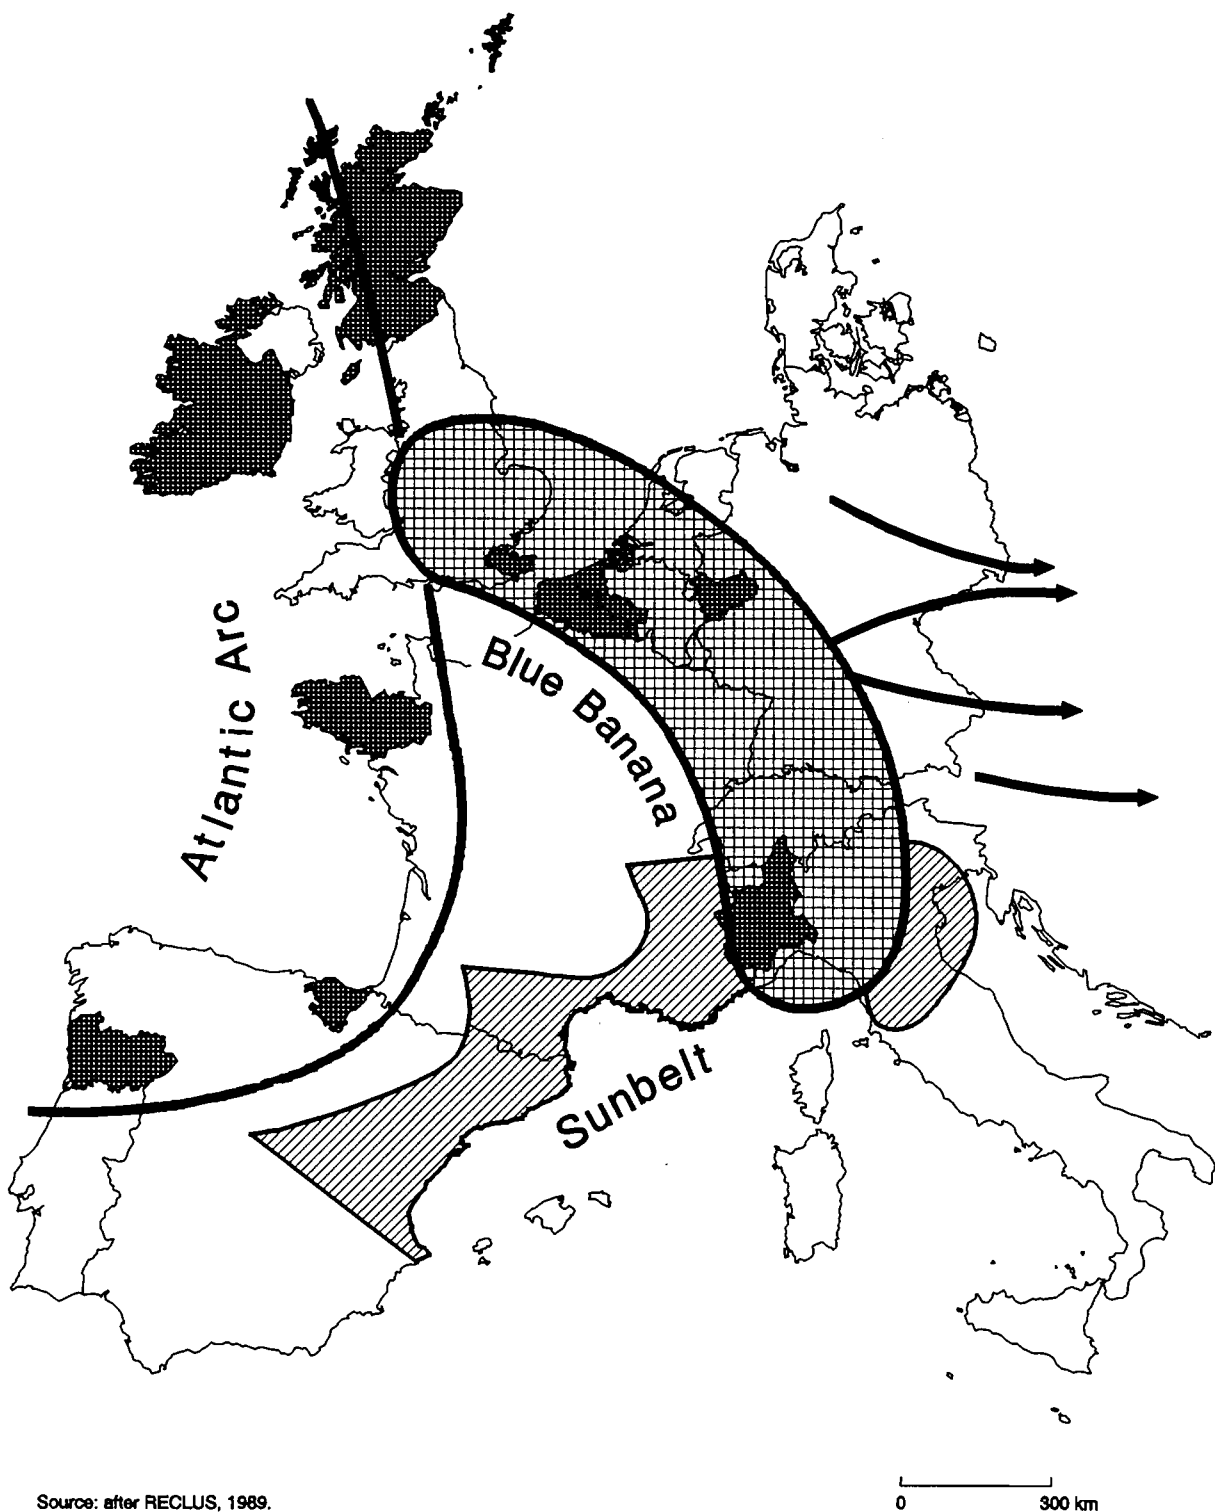 Atlantic Arc
Blue Banana
Sunbelt
Source: after RECLUS, 1989.
0 300 km